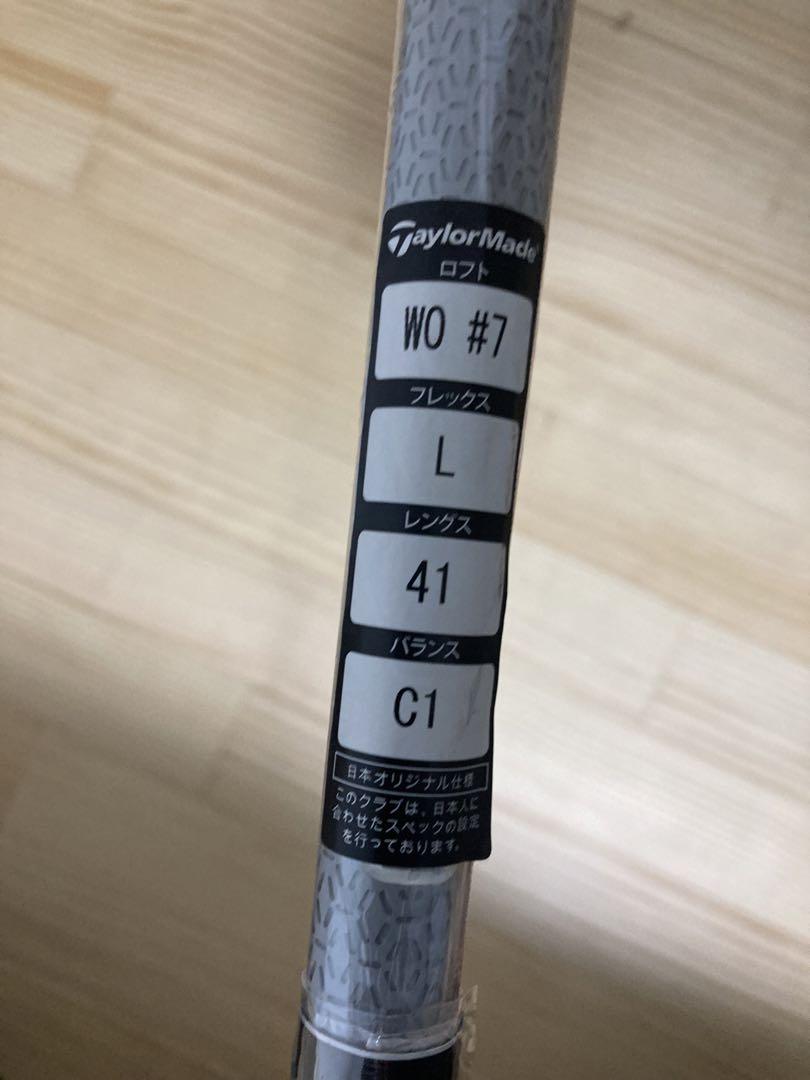 TaylorMade
ロフト
WO #7
フレックス
L
レングス
41
バランス
C1
日本オリジナル仕様
このクラブは、日本人に
合わせたスペックの設定
を行っております。